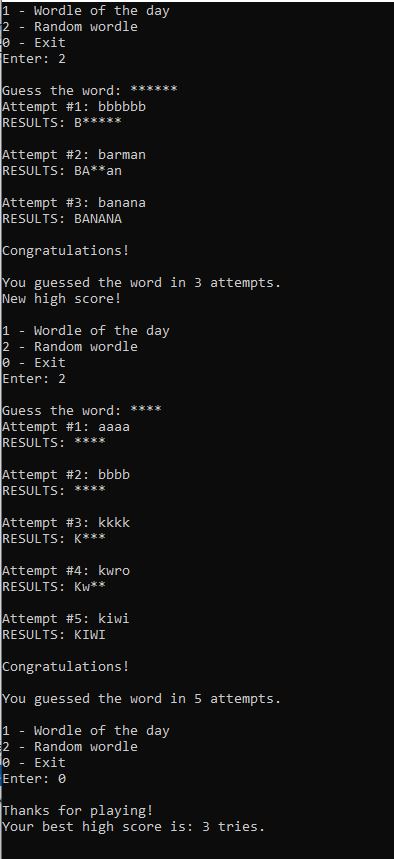 1 - Wordle of the day
2 - Random wordle
0 - Exit
Enter: 2
Guess the word: ******
Attempt #1: bbbbbb
RESULTS: B*****
Attempt #2: barman
RESULTS: BA**an
Attempt #3: banana
RESULTS: BANANA
Congratulations!
You guessed the word in 3 attempts.
New high score!
1 - Wordle of the day
2 - Random wordle
0 - Exit
Enter: 2
Guess the word: ****
Attempt #1: aaaa
RESULTS: ****
Attempt #2: bbbb
RESULTS: ****
Attempt #3: kkkk
RESULTS: K***
Attempt #4: kwro
RESULTS: Kw**
Attempt #5: kiwi
RESULTS: KIWI
Congratulations!
You guessed the word in 5 attempts.
1 - Wordle of the day
2 - Random wordle
0 - Exit
Enter: 0
Thanks for playing!
Your best high score is: 3 tries.